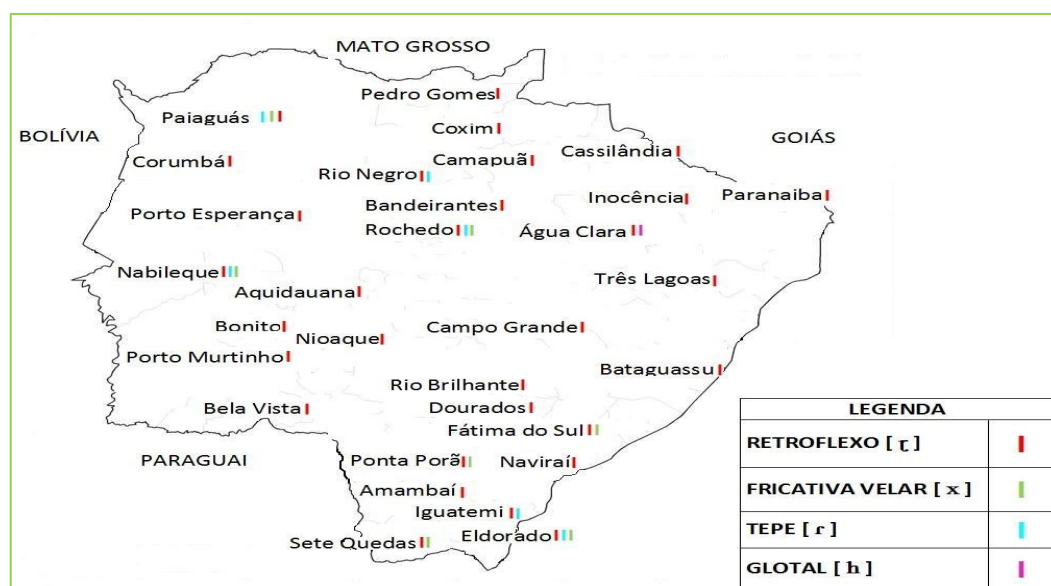 MATO GROSSO
Pedro Gomes
Paiaguás
BOLÍVIA
Coxim
GOIÁS
Corumbá
Camapuã
Cassilândia
Rio Negro
Porto Esperança
Bandeirantes
Inocência
Paranaiba
Rochedo
Água Clara
Nabileque
Três Lagoas
Aquidauana
Bonito
Nioaque
Campo Grande
Porto Murtinho
Bataguassu
Rio Brilhante
Bela Vista
Dourados
Fátima do Sul
PARAGUAI
Ponta Porã
Naviraí
Amambaí
Iguatemi
Sete Quedas
Eldorado
LEGENDA
RETROFLEXO [ ɽ ]
FRICATIVA VELAR [ x ]
TEPE [ ɾ ]
GLOTAL [ h ]